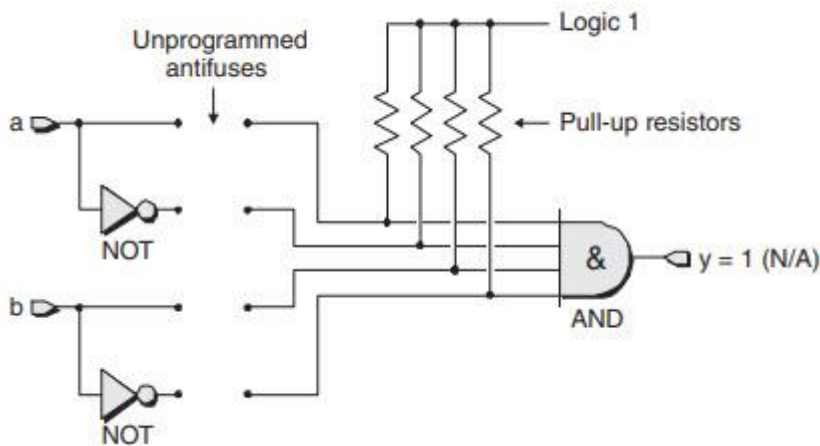 Unprogrammed
antifuses
Logic 1
a
Pull-up resistors
NOT
&
y = 1 (N/A)
b
AND
NOT